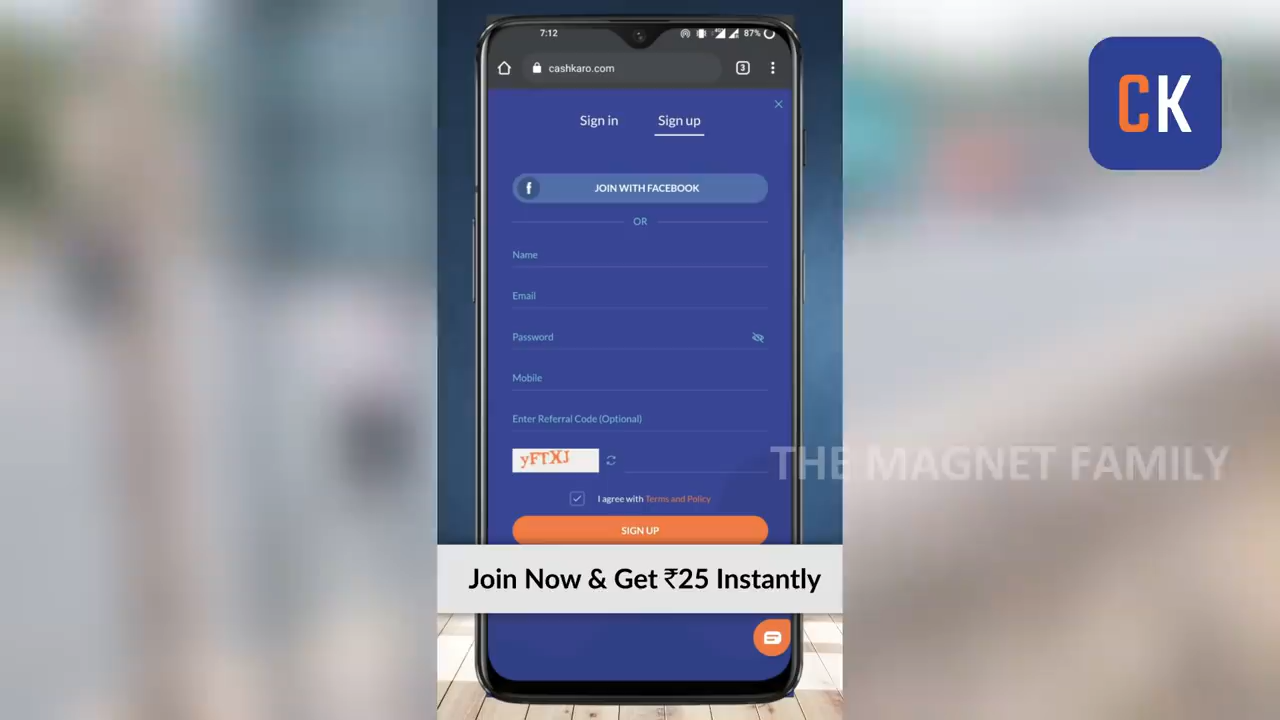 7:12
87%
cashkaro.com
3
CK
Sign in
Sign up
f
JOIN WITH FACEBOOK
OR
Name
Email
Password
Mobile
Enter Referral Code (Optional)
yFTXJ
THE MAGNET FAMILY
I agree with Terms and Policy
SIGN UP
Join Now & Get ₹25 Instantly